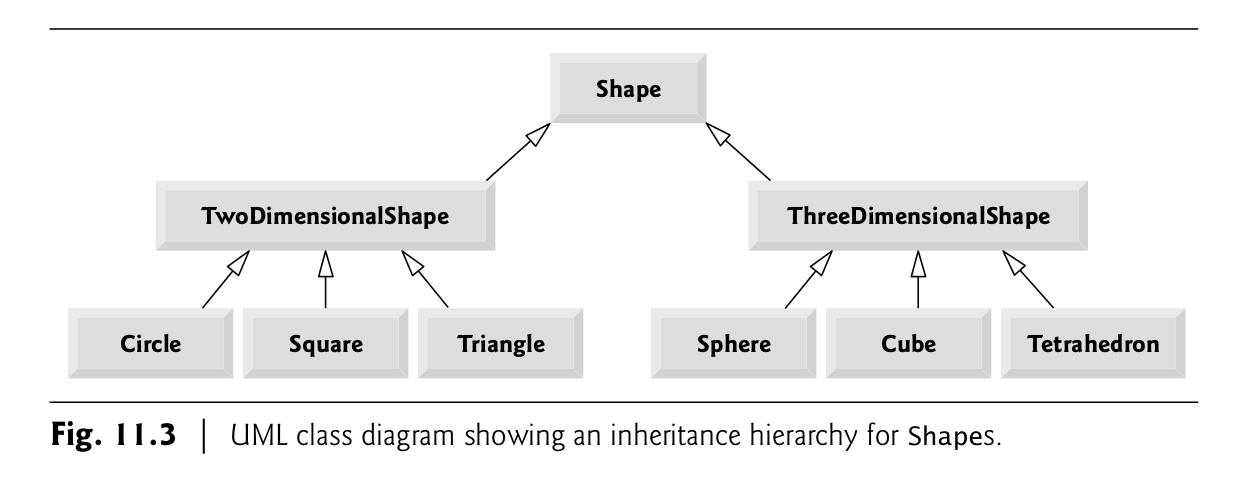 Shape
TwoDimensionalShape ThreeDimensionalShape
Circle Square Triangle Sphere Cube Tetrahedron
Fig. 11.3 | UML class diagram showing an inheritance hierarchy for Shapes.